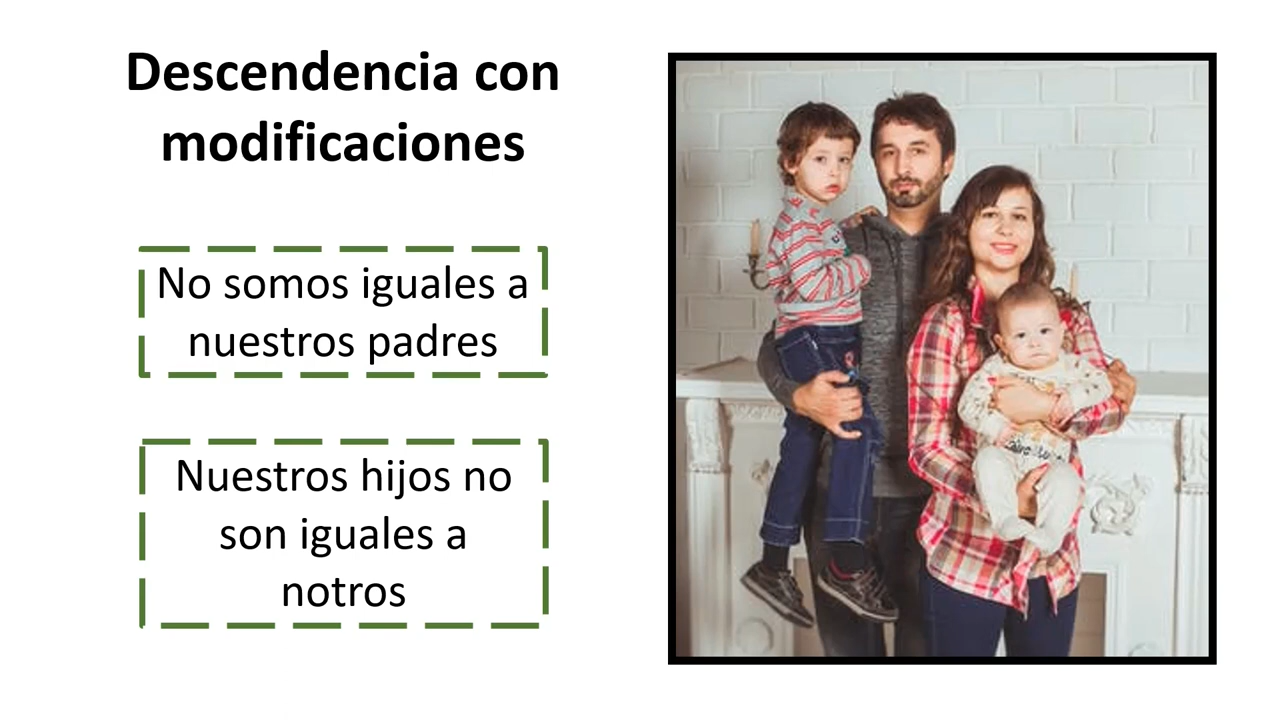 Descendencia con
modificaciones
No somos iguales a
nuestros padres
Nuestros hijos no
son iguales a
notros